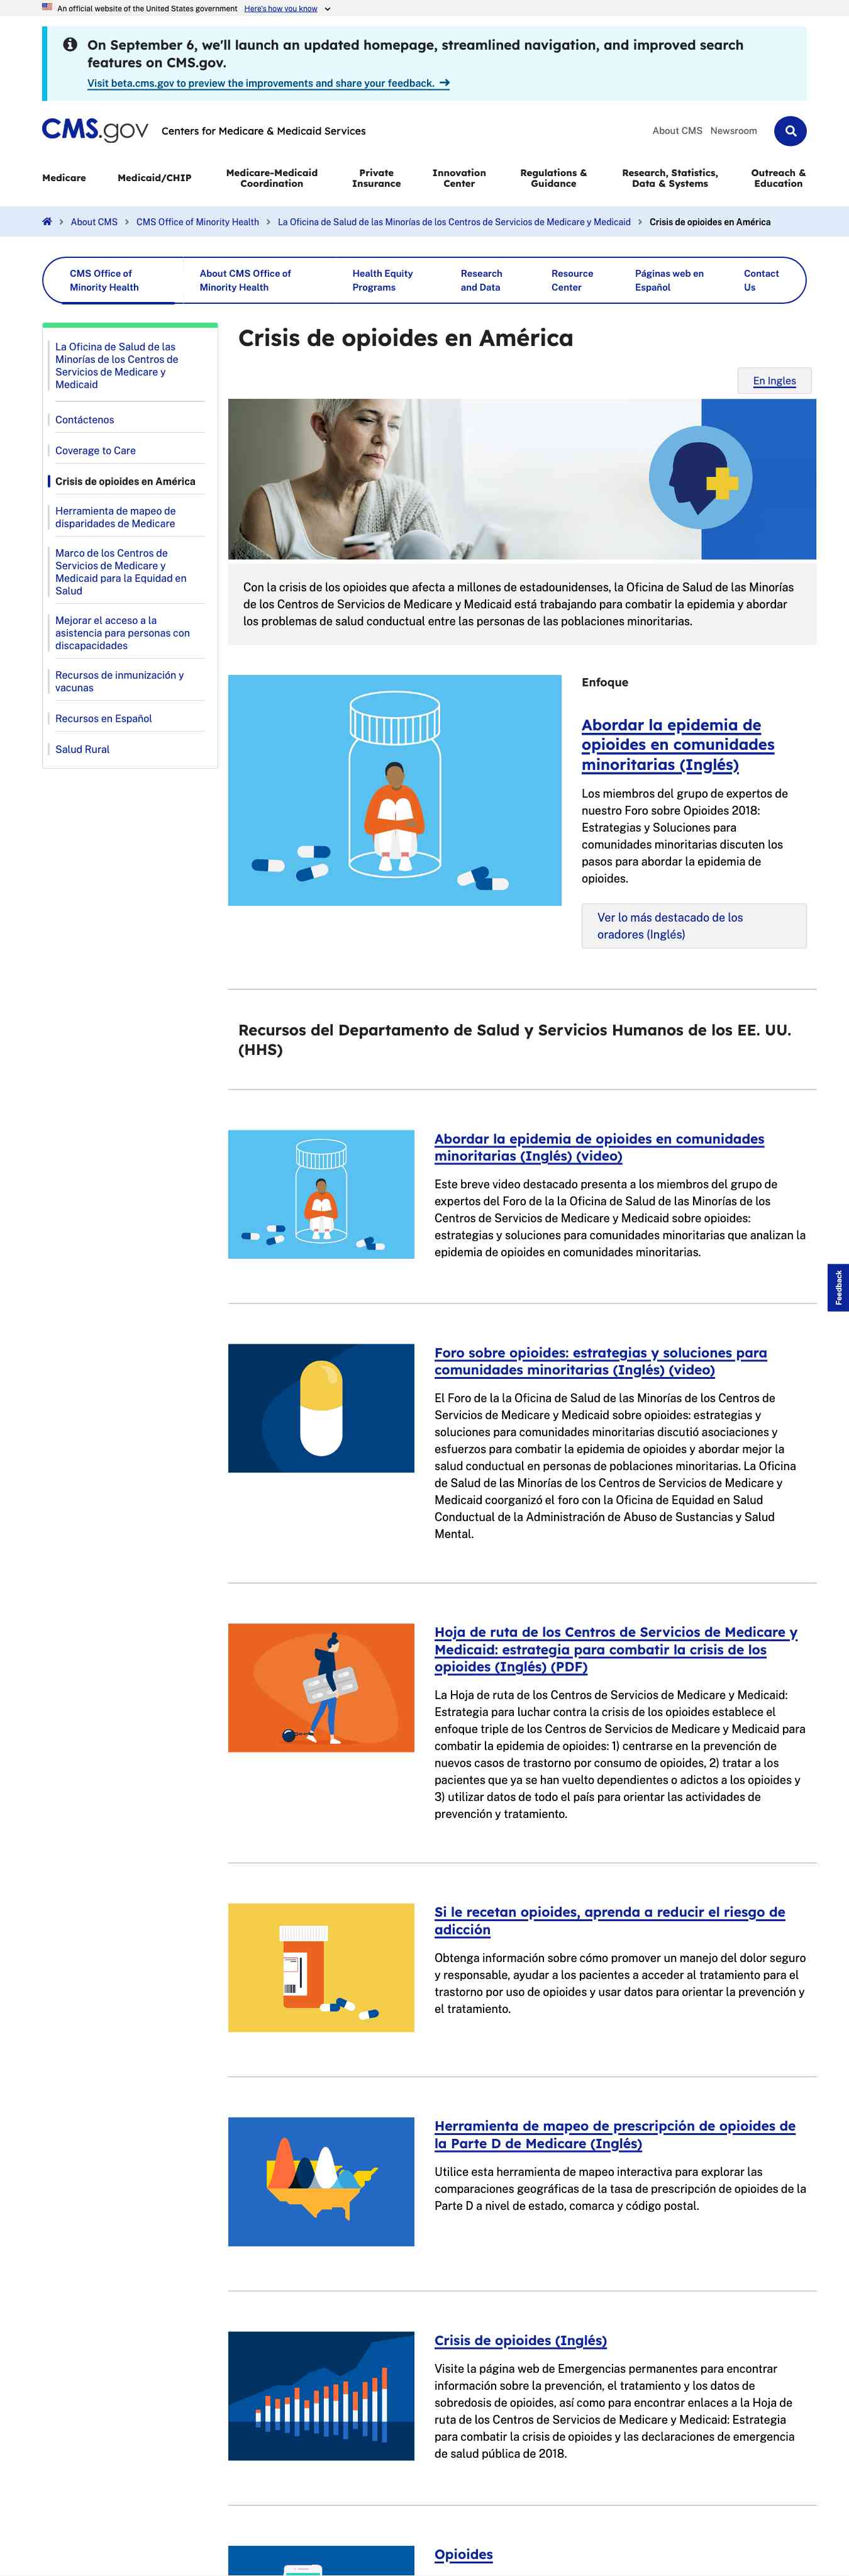 An official website of the United States government Here's how you know
On September 6, we'll launch an updated homepage, streamlined navigation, and improved search
features on CMS.gov.
Visit beta.cms.gov to preview the improvements and share your feedback. →
CMS.gov Centers for Medicare & Medicaid Services
About CMS Newsroom
Medicare
Medicaid/CHIP
Medicare-Medicaid
Coordination
Private
Insurance
Innovation
Center
Regulations &
Guidance
Research, Statistics,
Data & Systems
Outreach &
Education
About CMS > CMS Office of Minority Health > La Oficina de Salud de las Minorías de los Centros de Servicios de Medicare y Medicaid > Crisis de opioides en América
CMS Office of
Minority Health
About CMS Office of
Minority Health
Health Equity
Programs
Research
and Data
Resource
Center
Páginas web en
Español
Contact
Us
La Oficina de Salud de las
Minorías de los Centros de
Servicios de Medicare y
Medicaid
Contáctenos
Coverage to Care
Crisis de opioides en América
Herramienta de mapeo de
disparidades de Medicare
Marco de los Centros de
Servicios de Medicare y
Medicaid para la Equidad en
Salud
Mejorar el acceso a la
asistencia para personas con
discapacidades
Recursos de inmunización y
vacunas
Recursos en Español
Salud Rural
Crisis de opioides en América
En Ingles
Con la crisis de los opioides que afecta a millones de estadounidenses, la Oficina de Salud de las Minorías
de los Centros de Servicios de Medicare y Medicaid está trabajando para combatir la epidemia y abordar
los problemas de salud conductual entre las personas de las poblaciones minoritarias.
Enfoque
Abordar la epidemia de
opioides en comunidades
minoritarias (Inglés)
Los miembros del grupo de expertos de
nuestro Foro sobre Opioides 2018:
Estrategias y Soluciones para
comunidades minoritarias discuten los
pasos para abordar la epidemia de
opioides.
Ver lo más destacado de los
oradores (Inglés)
Recursos del Departamento de Salud y Servicios Humanos de los EE. UU.
(HHS)
Abordar la epidemia de opioides en comunidades
minoritarias (Inglés) (video)
Este breve video destacado presenta a los miembros del grupo de
expertos del Foro de la la Oficina de Salud de las Minorías de los
Centros de Servicios de Medicare y Medicaid sobre opioides:
estrategias y soluciones para comunidades minoritarias que analizan la
epidemia de opioides en comunidades minoritarias.
Feedback
Foro sobre opioides: estrategias y soluciones para
comunidades minoritarias (Inglés) (video)
El Foro de la la Oficina de Salud de las Minorías de los Centros de
Servicios de Medicare y Medicaid sobre opioides: estrategias y
soluciones para comunidades minoritarias discutió asociaciones y
esfuerzos para combatir la epidemia de opioides y abordar mejor la
salud conductual en personas de poblaciones minoritarias. La Oficina
de Salud de las Minorías de los Centros de Servicios de Medicare y
Medicaid coorganizó el foro con la Oficina de Equidad en Salud
Conductual de la Administración de Abuso de Sustancias y Salud
Mental.
Hoja de ruta de los Centros de Servicios de Medicare y
Medicaid: estrategia para combatir la crisis de los
opioides (Inglés) (PDF)
La Hoja de ruta de los Centros de Servicios de Medicare y Medicaid:
Estrategia para luchar contra la crisis de los opioides establece el
enfoque triple de los Centros de Servicios de Medicare y Medicaid para
combatir la epidemia de opioides: 1) centrarse en la prevención de
nuevos casos de trastorno por consumo de opioides, 2) tratar a los
pacientes que ya se han vuelto dependientes o adictos a los opioides y
3) utilizar datos de todo el país para orientar las actividades de
prevención y tratamiento.
Si le recetan opioides, aprenda a reducir el riesgo de
adicción
Obtenga información sobre cómo promover un manejo del dolor seguro
y responsable, ayudar a los pacientes a acceder al tratamiento para el
trastorno por uso de opioides y usar datos para orientar la prevención y
el tratamiento.
Herramienta de mapeo de prescripción de opioides de
la Parte D de Medicare (Inglés)
Utilice esta herramienta de mapeo interactiva para explorar las
comparaciones geográficas de la tasa de prescripción de opioides de la
Parte D a nivel de estado, comarca y código postal.
Crisis de opioides (Inglés)
Visite la página web de Emergencias permanentes para encontrar
información sobre la prevención, el tratamiento y los datos de
sobredosis de opioides, así como para encontrar enlaces a la Hoja de
ruta de los Centros de Servicios de Medicare y Medicaid: Estrategia
para combatir la crisis de opioides y las declaraciones de emergencia
de salud pública de 2018.
Opioides